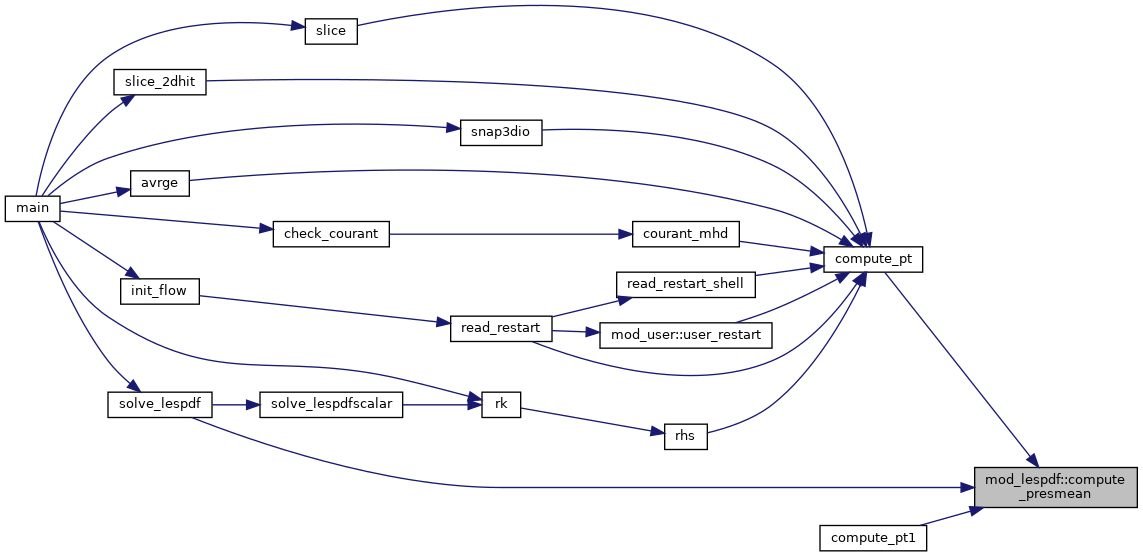 slice
slice_2dhit
snap3dio
avrge
main
check_courant
courant_mhd
compute_pt
init_flow
read_restart_shell
read_restart
mod_user::user_restart
solve_lespdf
solve_lespdfscalar
rk
rhs
mod_lespdf::compute
_presmean
compute_pt1